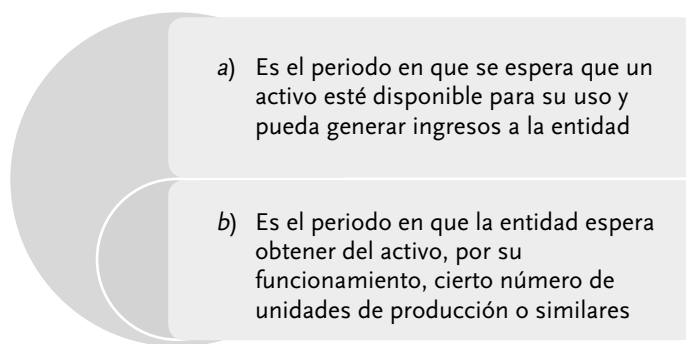 a) Es el periodo en que se espera que un
activo esté disponible para su uso y
pueda generar ingresos a la entidad
b) Es el periodo en que la entidad espera
obtener del activo, por su
funcionamiento, cierto número de
unidades de producción o similares